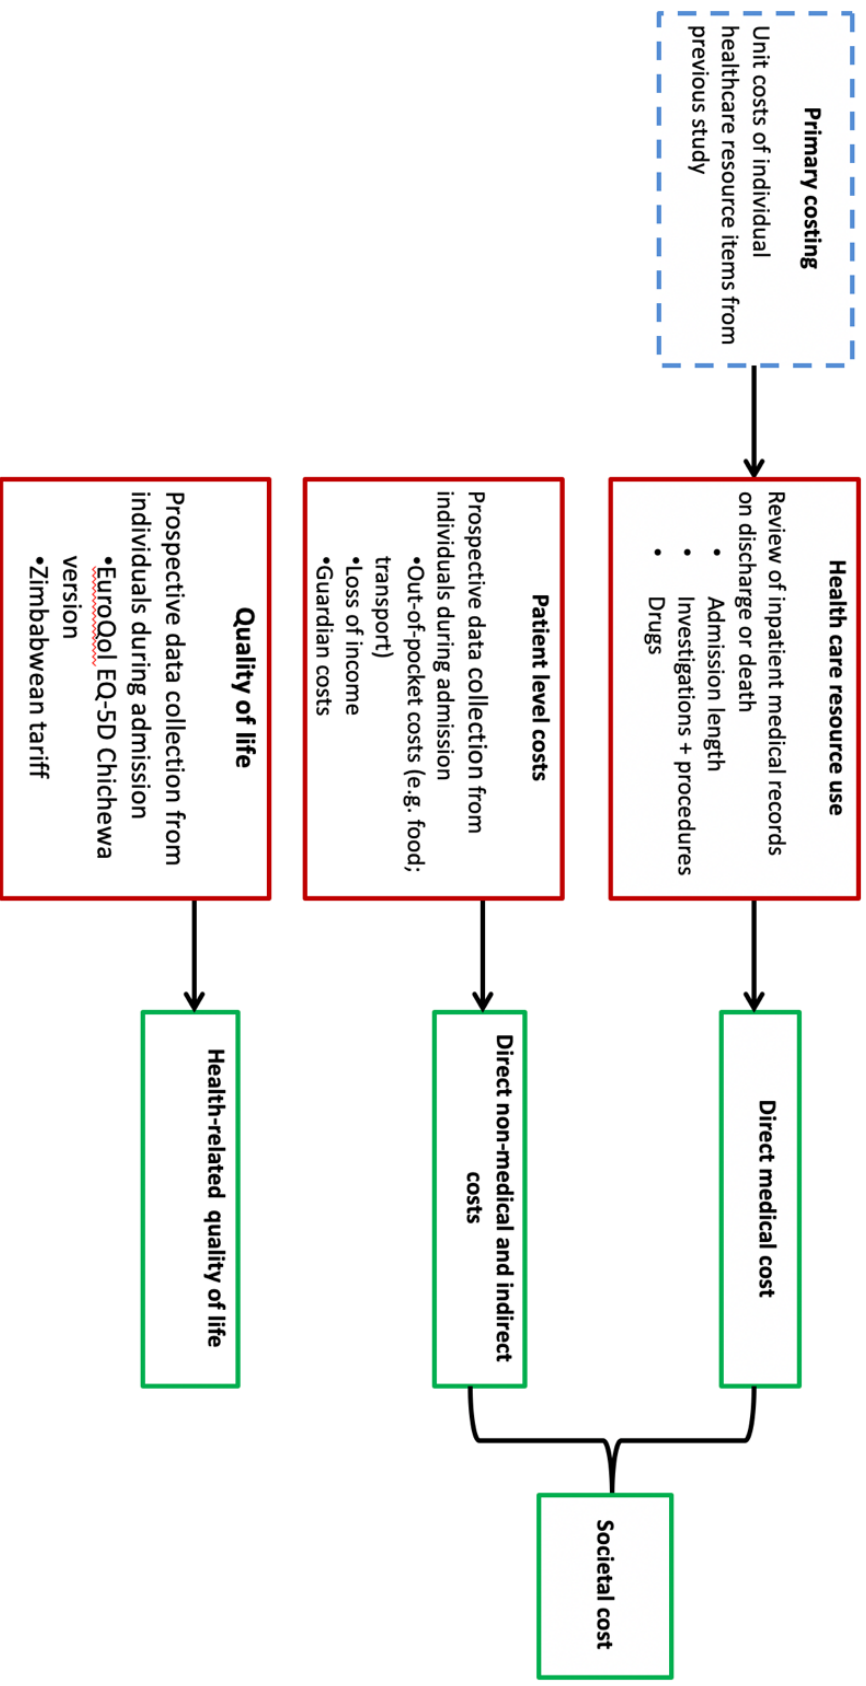 Primary costing
Unit costs of individual
healthcare resource items from
previous study
Health care resource use
Review of inpatient medical records
on discharge or death
• Admission length
• Investigations + procedures
• Drugs
Direct medical cost
Patient level costs
Prospective data collection from
individuals during admission
•Out-of-pocket costs (e.g. food;
transport)
•Loss of income
•Guardian costs
Direct non-medical and indirect
costs
Societal cost
Quality of life
Prospective data collection from
individuals during admission
•EuroQol EQ-5D Chichewa
version
•Zimbabwean tariff
Health-related quality of life